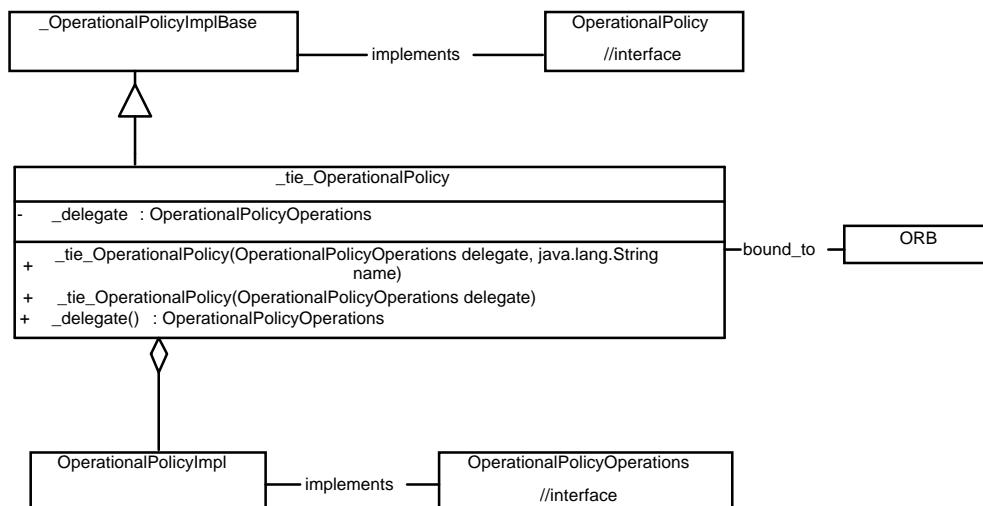 _OperationalPolicyImplBase
implements
OperationalPolicy
//interface
_tie_OperationalPolicy
- _delegate : OperationalPolicyOperations
+ _tie_OperationalPolicy(OperationalPolicyOperations delegate, java.lang.String
name)
+ _tie_OperationalPolicy(OperationalPolicyOperations delegate)
+ _delegate() : OperationalPolicyOperations
bound_to
ORB
OperationalPolicyImpl
implements
OperationalPolicyOperations
//interface